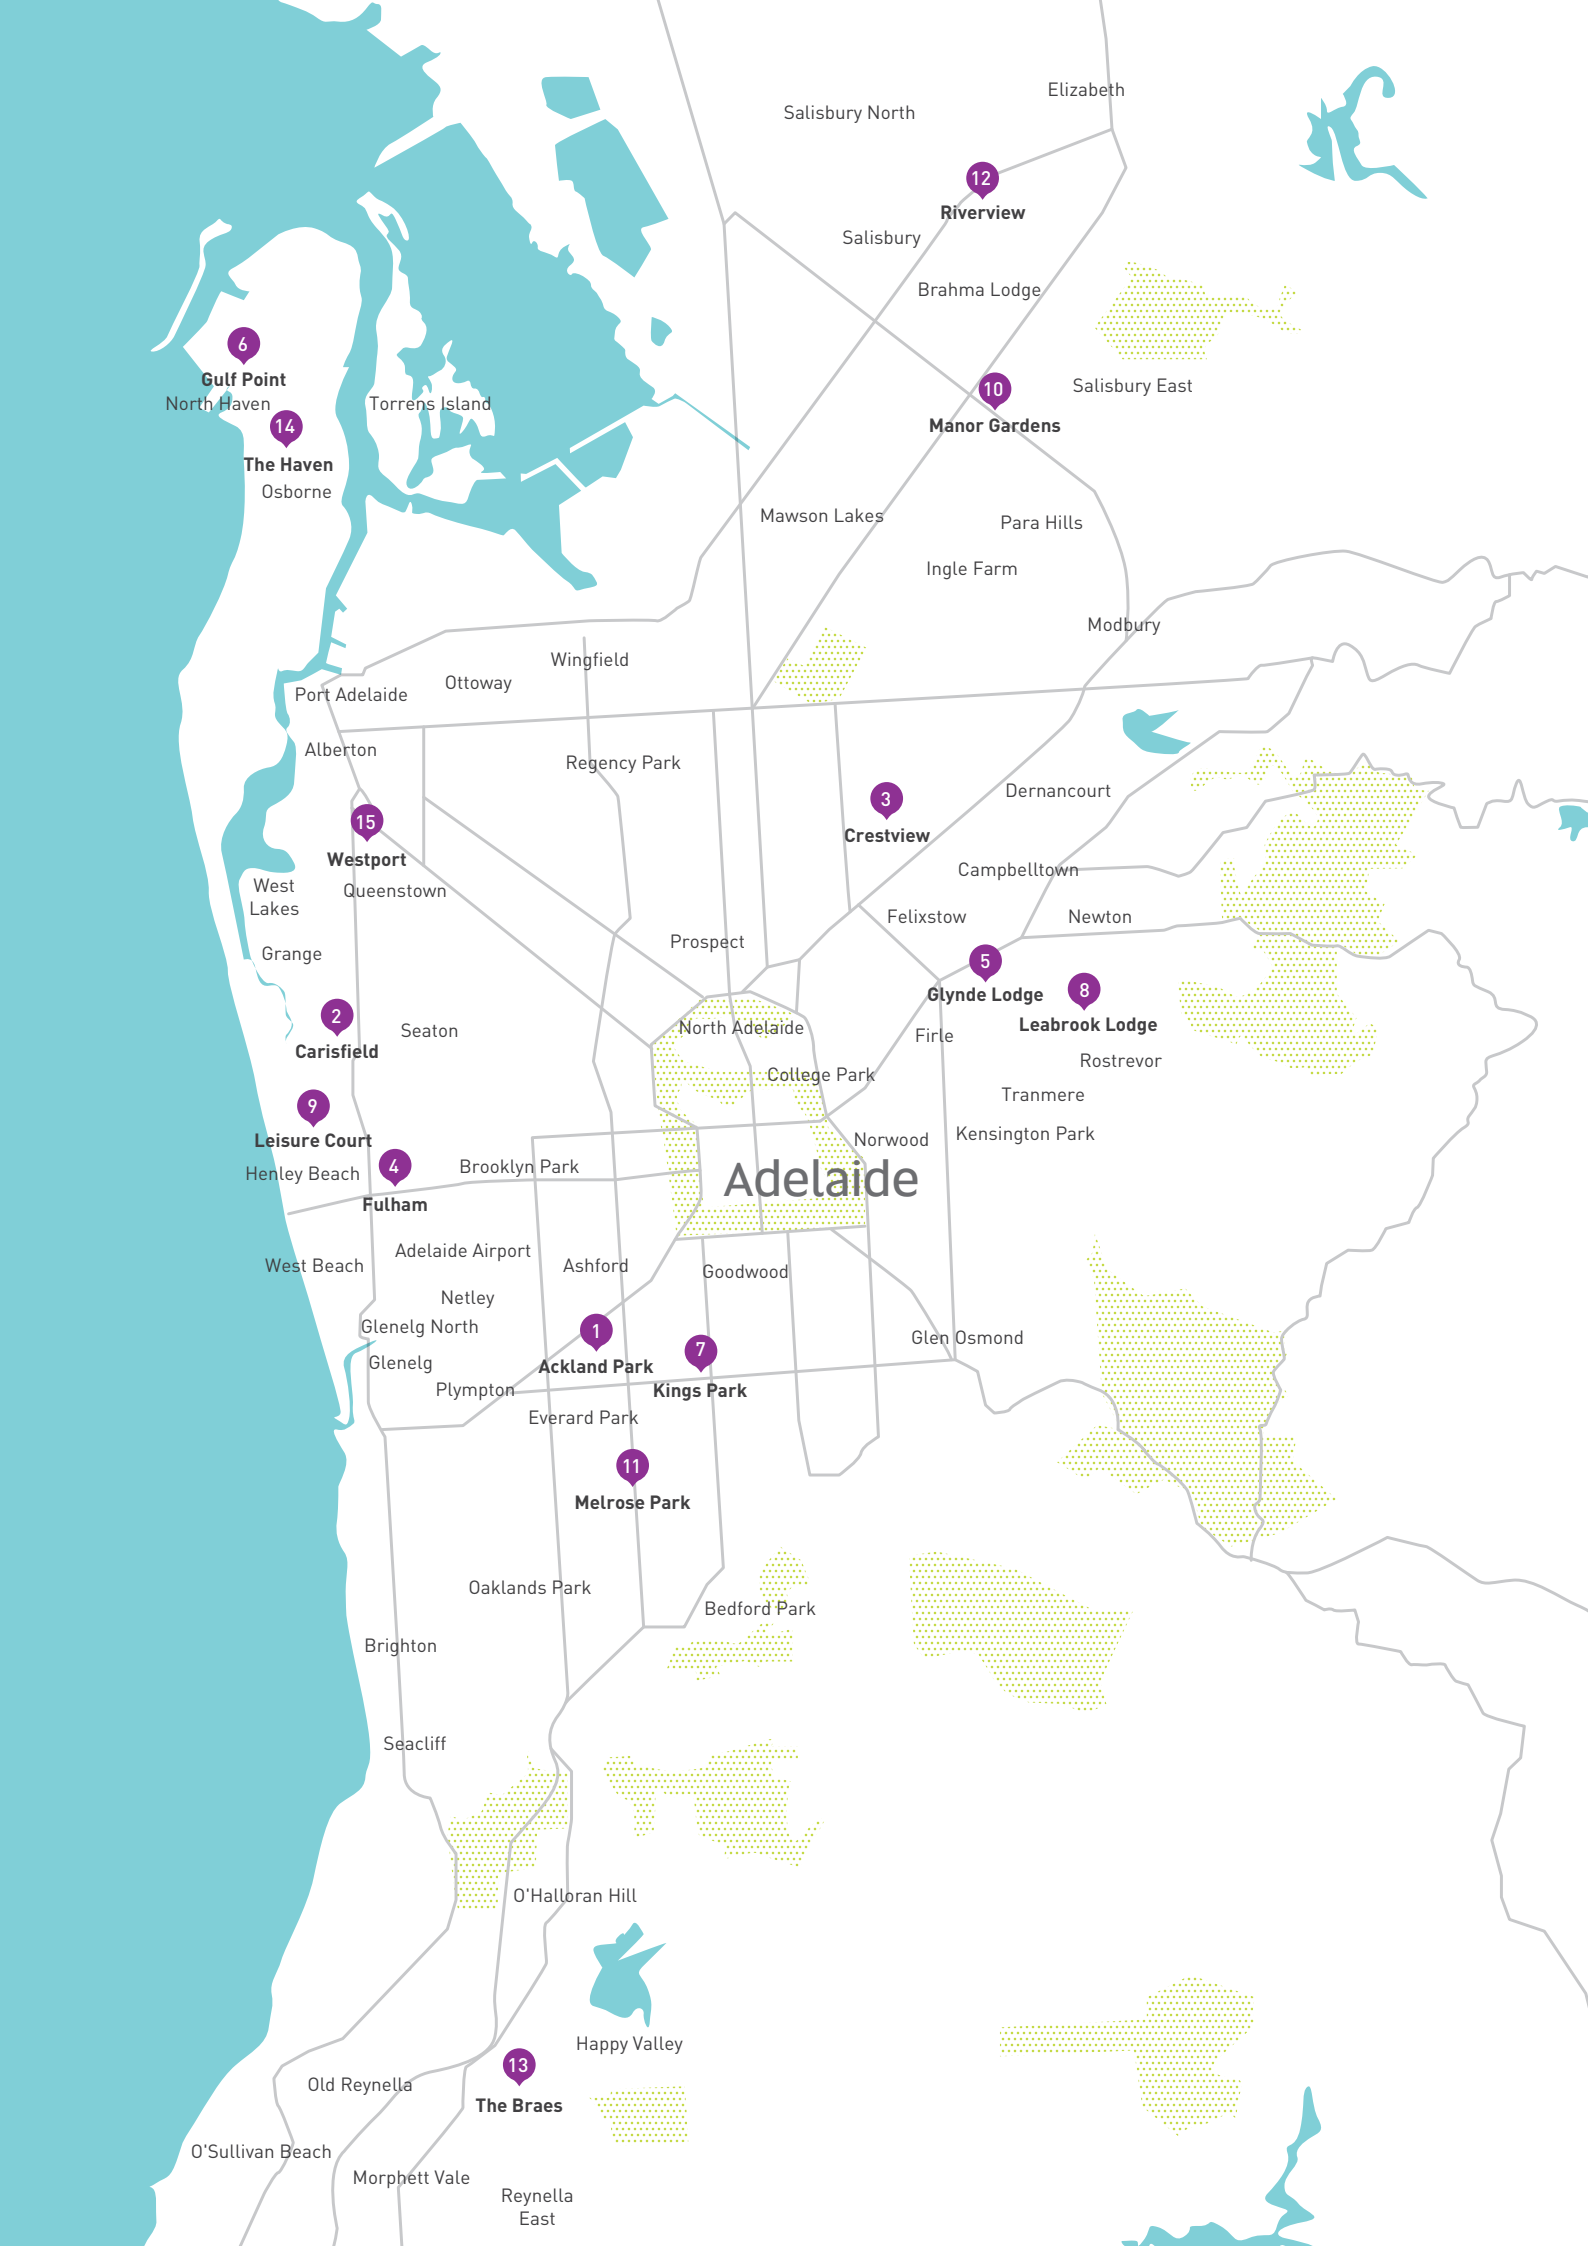 Elizabeth
Salisbury North
12
Riverview
Salisbury
Brahma Lodge
6
Gulf Point
North Haven
Torrens Island
14
The Haven
Osborne
10
Salisbury East
Manor Gardens
Mawson Lakes
Para Hills
Ingle Farm
Modbury
Wingfield
Ottoway
Port Adelaide
Alberton
Regency Park
Dernancourt
3
Crestview
15
Westport
Campbelltown
West
Lakes
Queenstown
Felixstow
Newton
Prospect
Grange
5
Glynde Lodge
8
Leabrook Lodge
2
Carisfield
Seaton
North Adelaide
Firle
Rostrevor
College Park
Tranmere
9
Leisure Court
Norwood
Kensington Park
Henley Beach
4
Fulham
Brooklyn Park
Adelaide
Adelaide Airport
West Beach
Ashford
Goodwood
Netley
Glenelg North
1
Ackland Park
7
Kings Park
Glen Osmond
Glenelg
Plympton
Everard Park
11
Melrose Park
Oaklands Park
Bedford Park
Brighton
Seacliff
O'Halloran Hill
Happy Valley
13
The Braes
Old Reynella
O'Sullivan Beach
Morphett Vale
Reynella
East